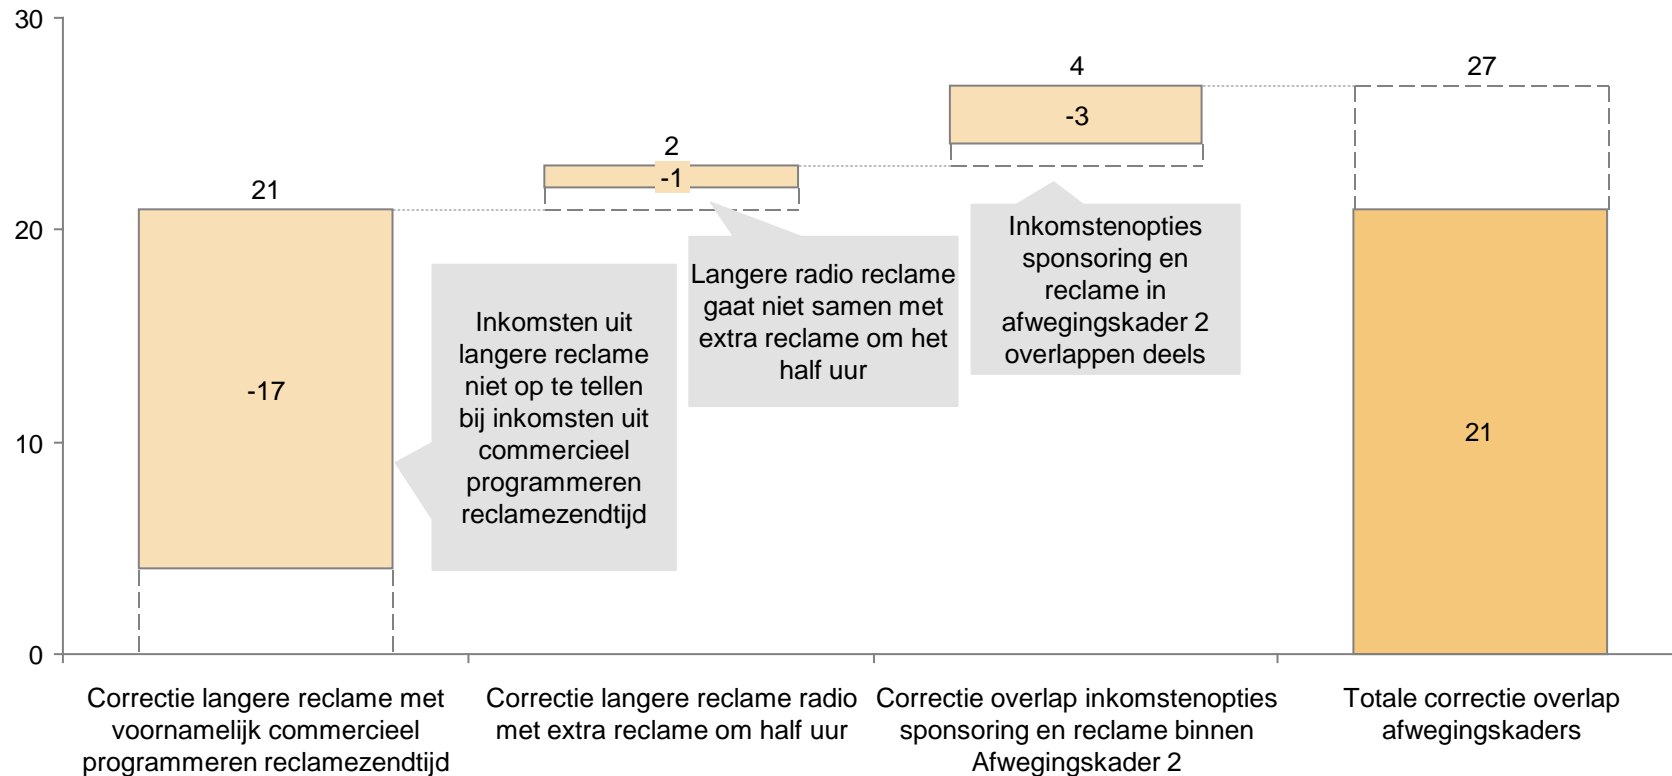 30
20
10
0
21
-17
2
-1
4
-3
27
21
Inkomsten uit
langere reclame
niet op te tellen
bij inkomsten uit
commercieel
programmeren
reclamezendtijd
Langere radio reclame
gaat niet samen met
extra reclame om het
half uur
Inkomstenopties
sponsoring en
reclame in
afwegingskader 2
overlappen deels
Correctie langere reclame met
voornamelijk commercieel
programmeren reclamezendtijd
Correctie langere reclame radio
met extra reclame om half uur
Correctie overlap inkomstenopties
sponsoring en reclame binnen
Afwegingskader 2
Totale correctie overlap
afwegingskaders